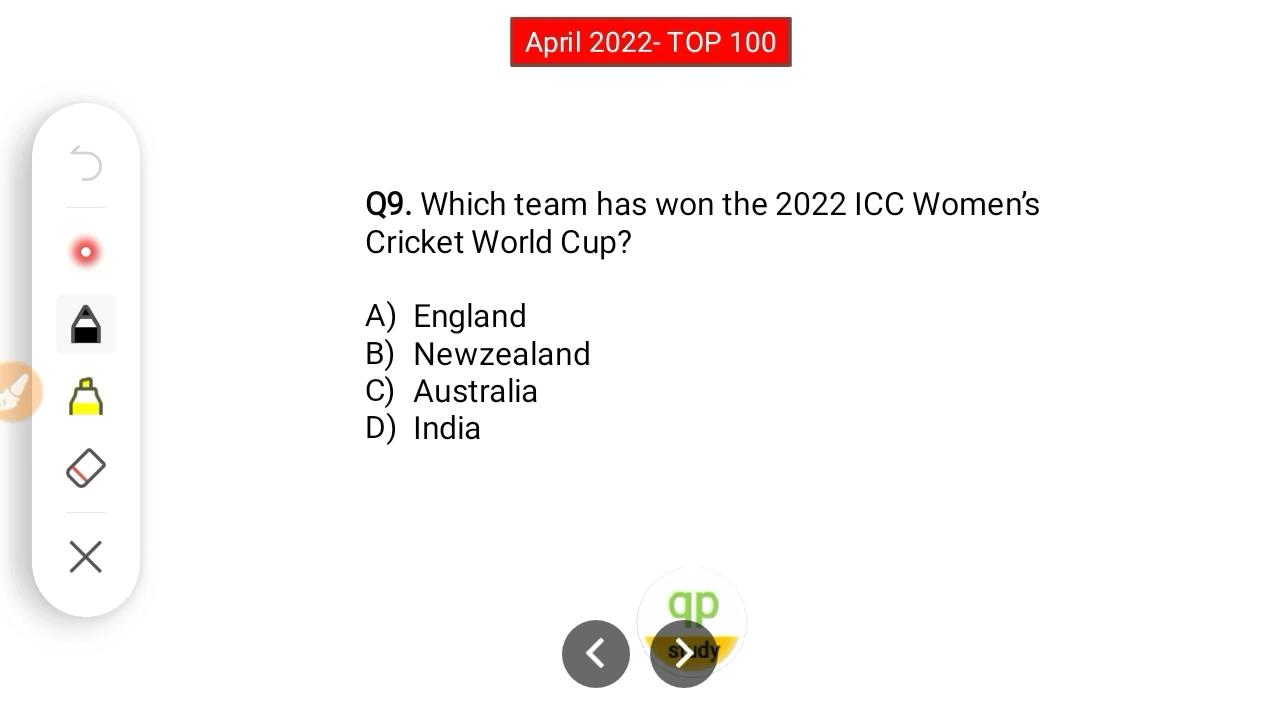 April 2022- TOP 100
Q9. Which team has won the 2022 ICC Women’s
Cricket World Cup?
A) England
B) Newzealand
C) Australia
D) India
qp
study